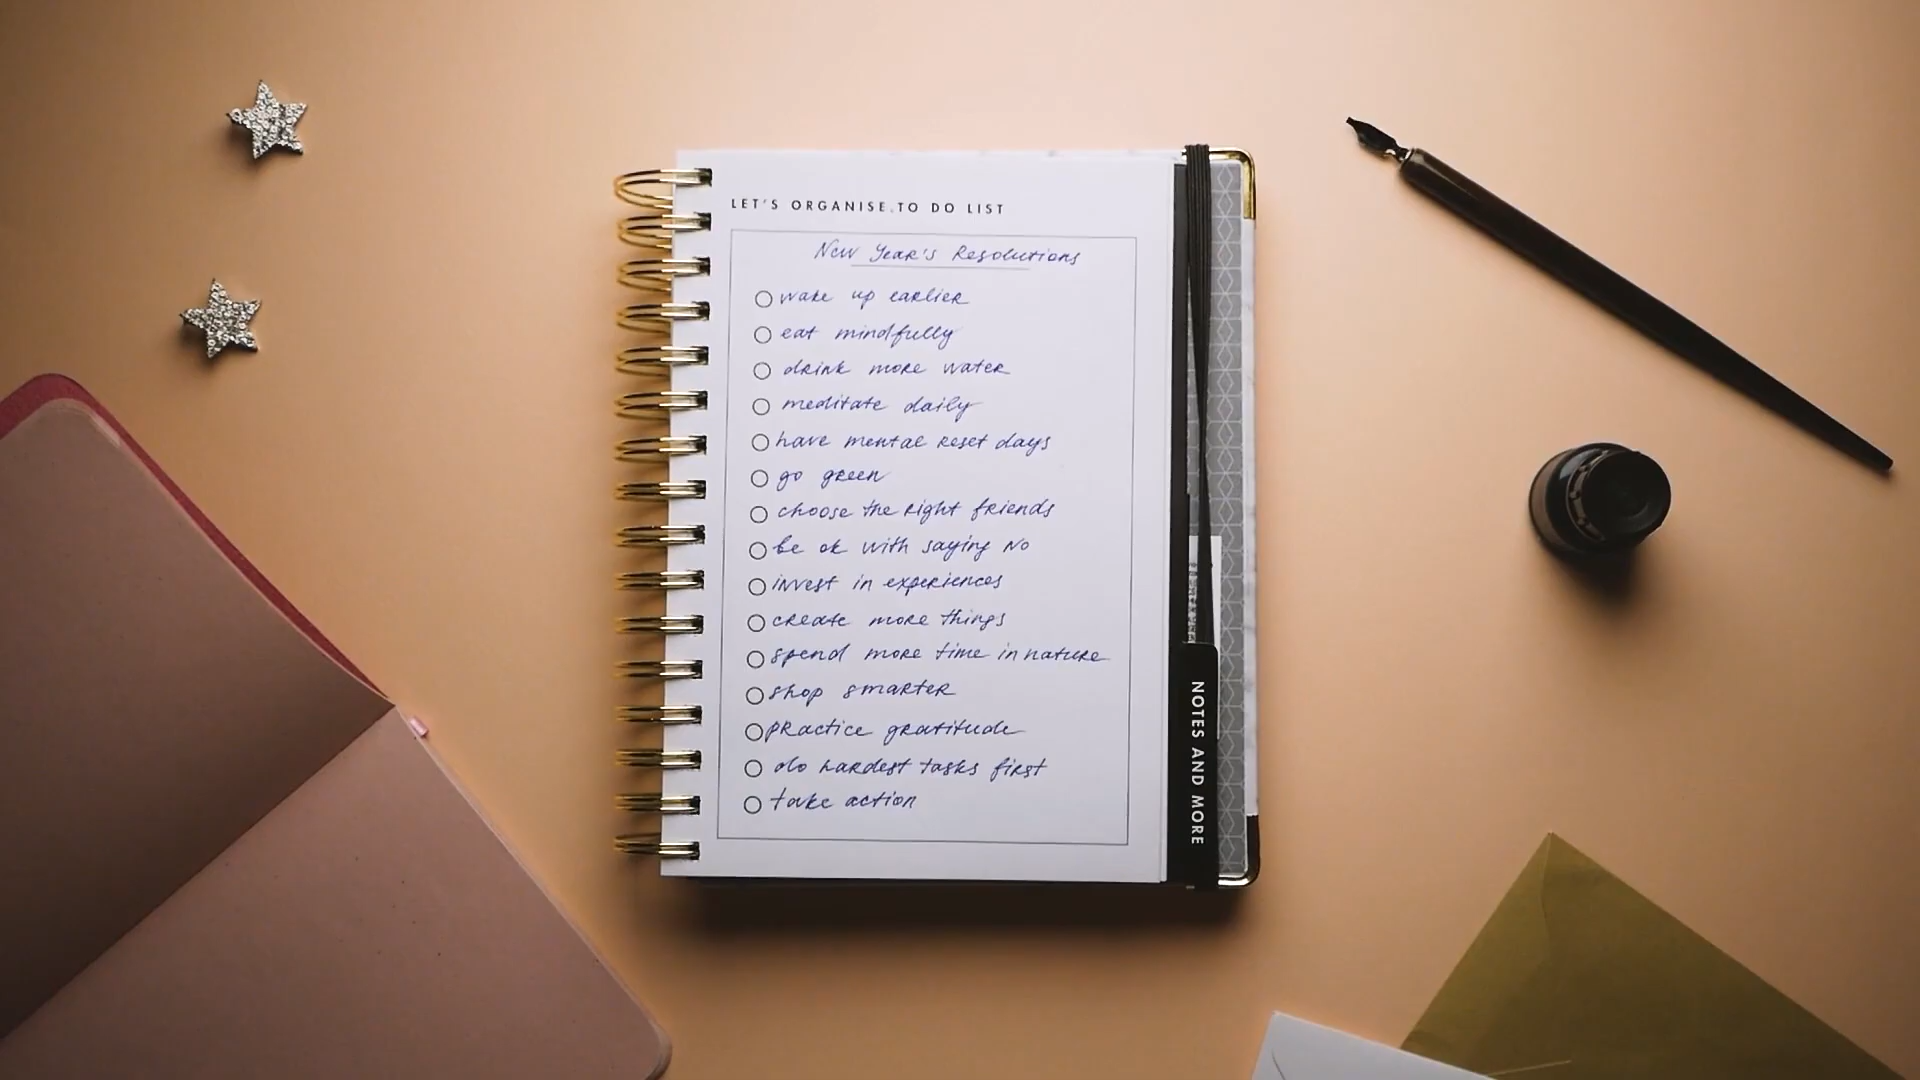 LET'S ORGANISE.TO DO LIST
New Year's Resolutions
wake up earlier
eat mindfully
drink more water
meditate daily
have mental reset days
go green
choose the right friends
be ok with saying No
invest in experiences
create more things
spend more time in nature
shop smarter
practice gratitude
do hardest tasks first
take action
NOTES AND MORE